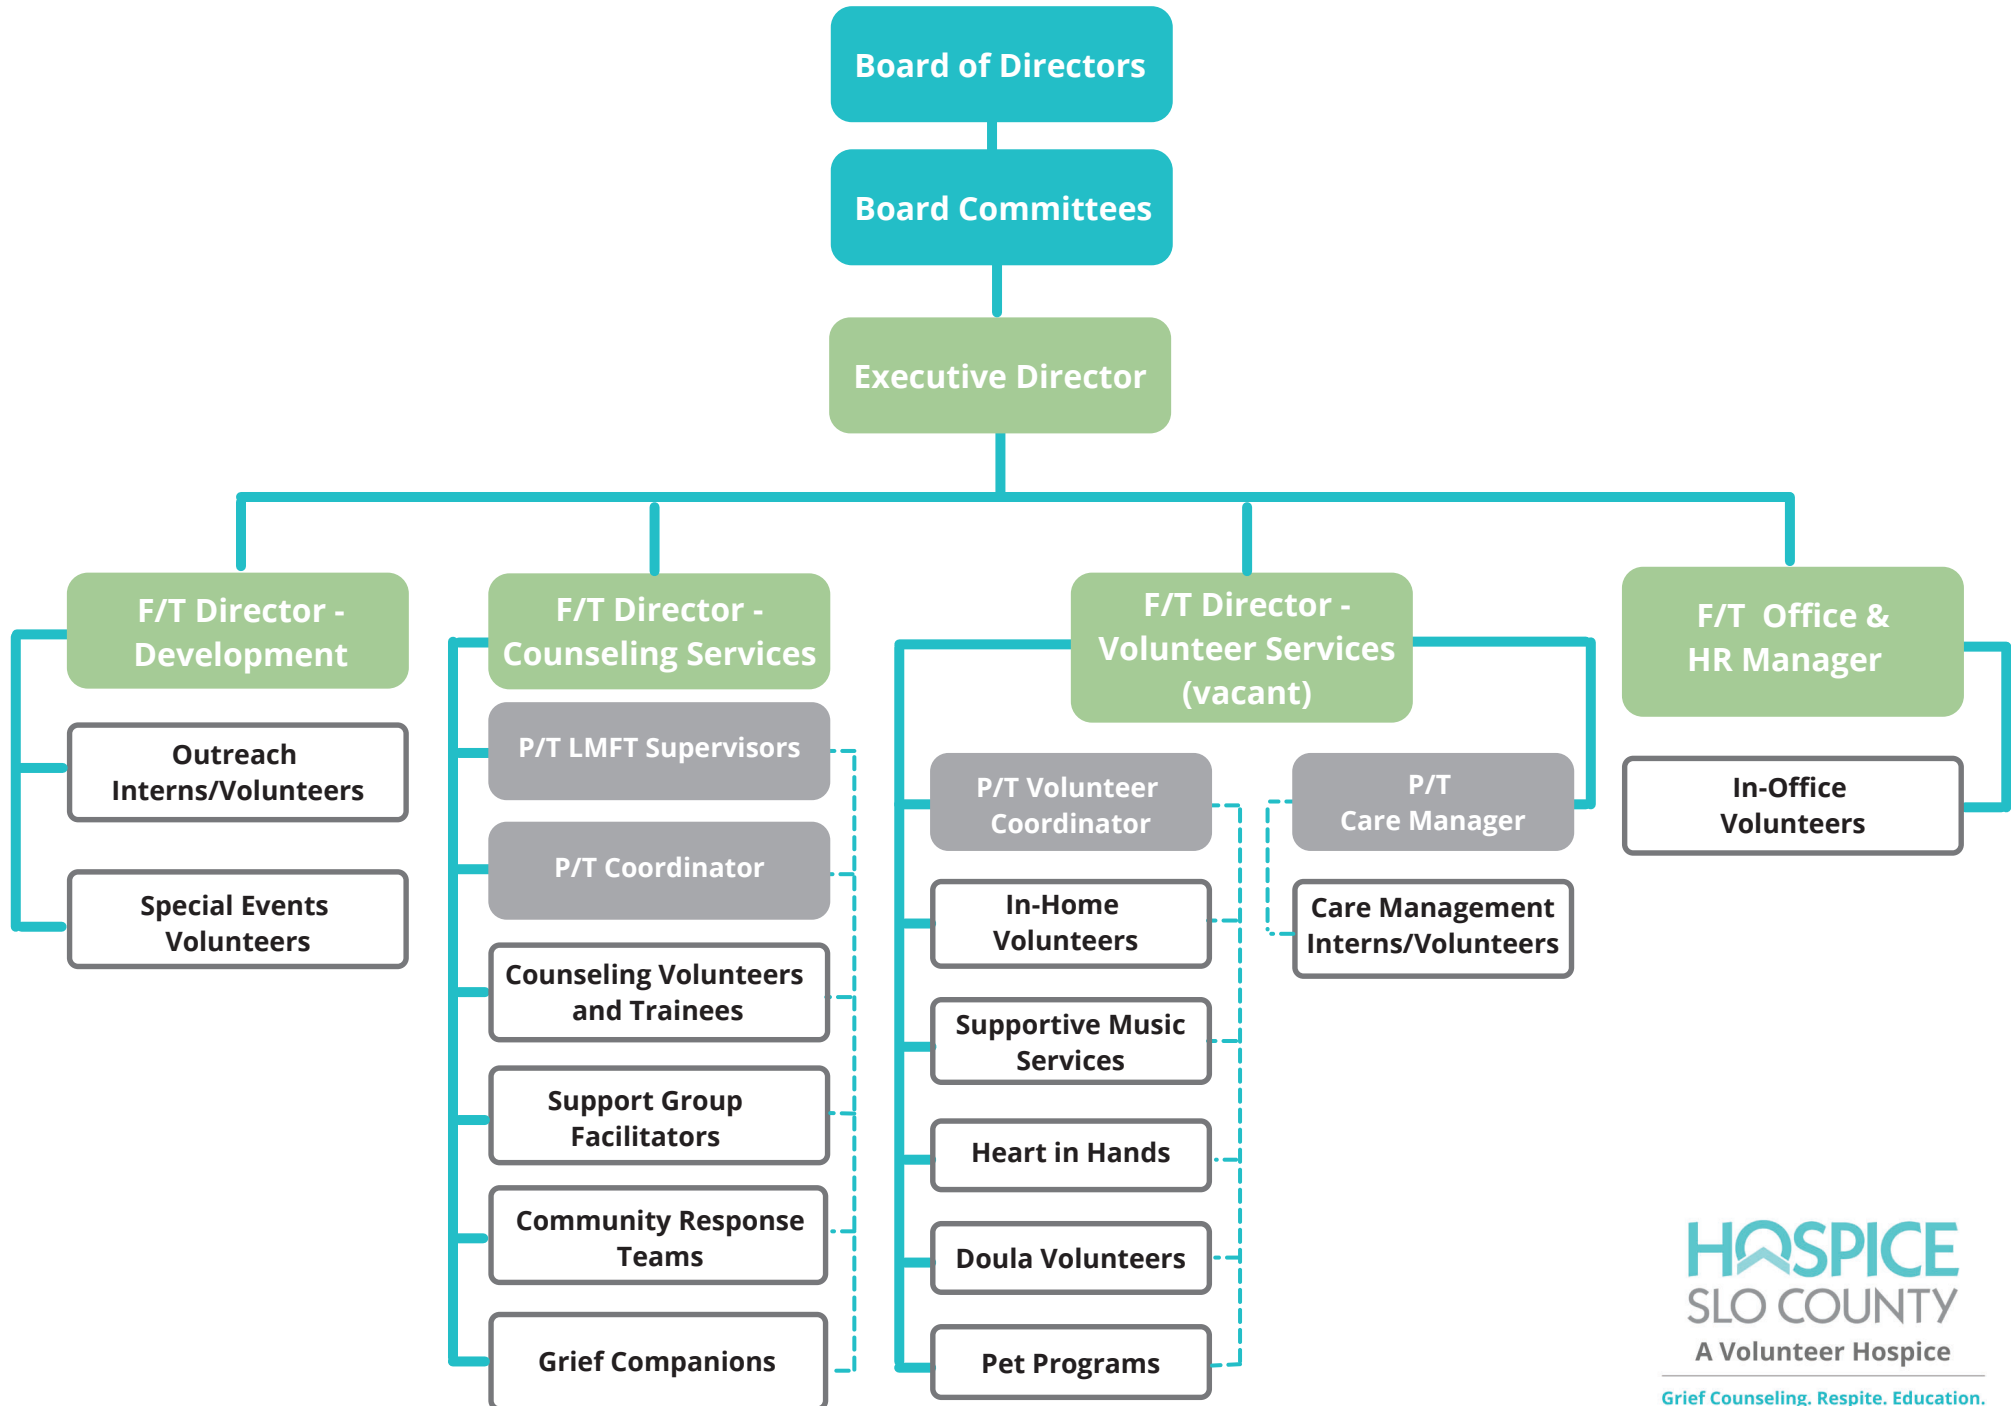 Board of Directors
Board Committees
Executive Director
F/T Director -
Development
Outreach
Interns/Volunteers
Special Events
Volunteers
F/T Director -
Counseling Services
P/T LMFT Supervisors
P/T Coordinator
Counseling Volunteers
and Trainees
Support Group
Facilitators
Community Response
Teams
Grief Companions
F/T Director -
Volunteer Services
(vacant)
P/T Volunteer
Coordinator
In-Home
Volunteers
Supportive Music
Services
Heart in Hands
Doula Volunteers
Pet Programs
P/T
Care Manager
Care Management
Interns/Volunteers
F/T Office &
HR Manager
In-Office
Volunteers
HOSPICE
SLO COUNTY
A Volunteer Hospice
Grief Counseling. Respite. Education.